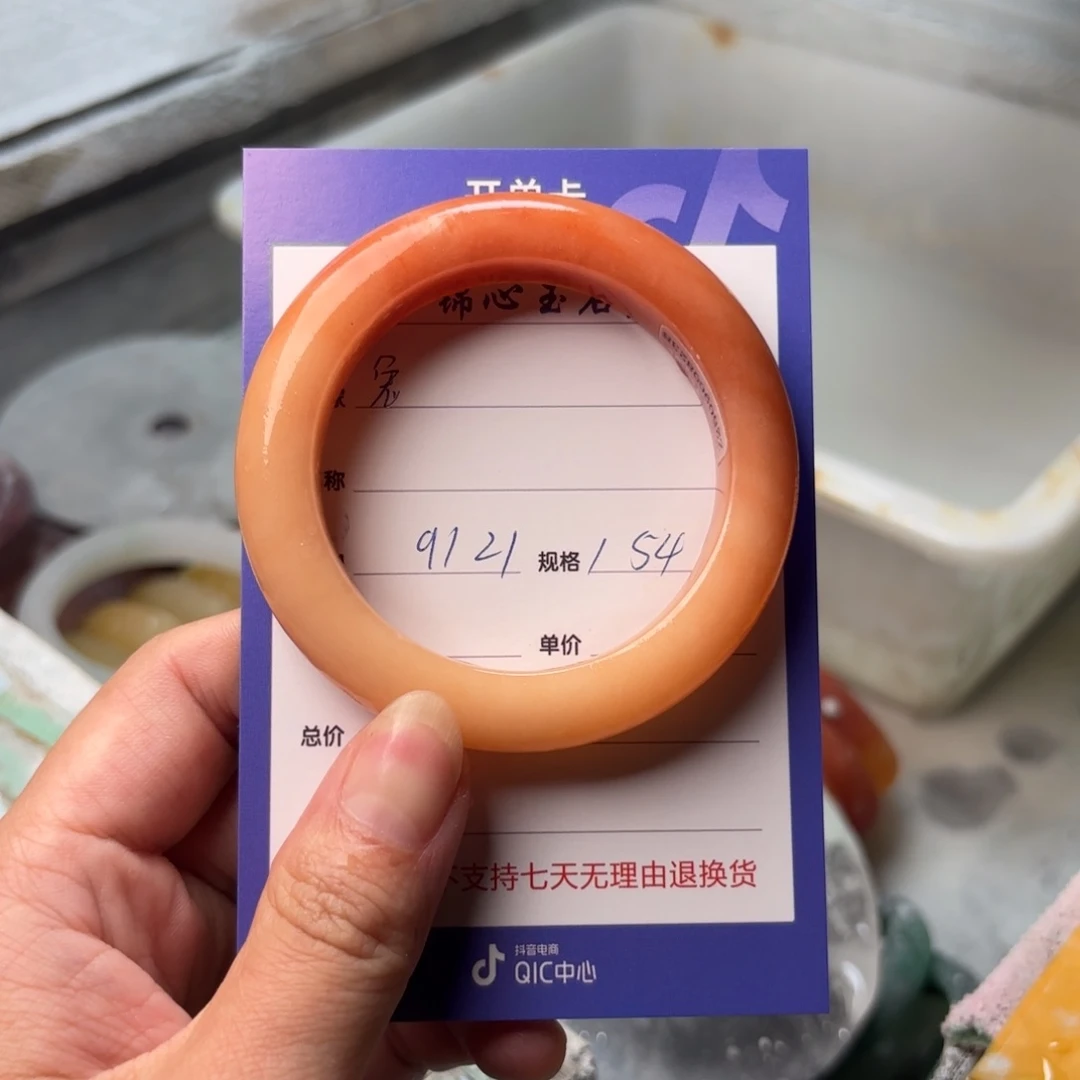 开单卡
心玉石
称
9121 规格 / 54
单价
总价
不支持七天无理由退换货
抖音电商
QIC中心